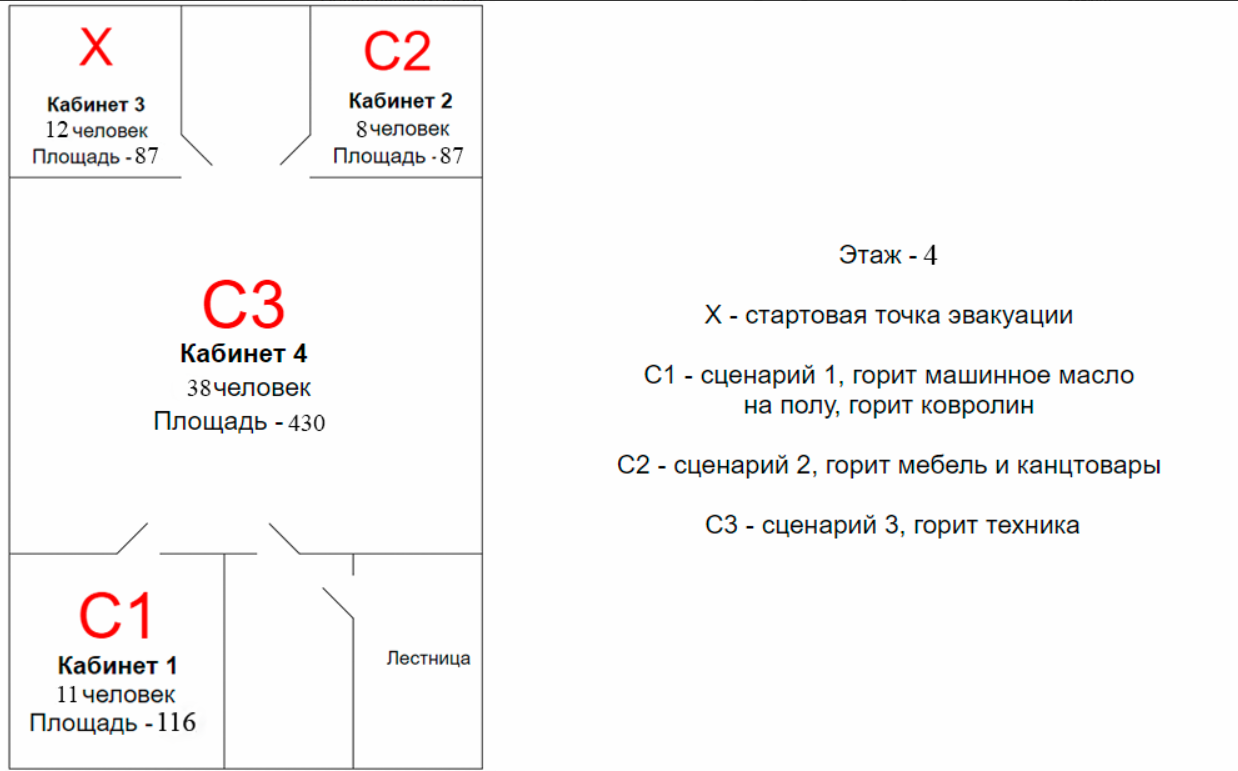 X
Кабинет 3
12 человек
Площадь - 87
C2
Кабинет 2
8 человек
Площадь - 87
C3
Кабинет 4
38 человек
Площадь - 430
C1
Кабинет 1
11 человек
Площадь - 116
Лестница
Этаж - 4
X - стартовая точка эвакуации
C1 - сценарий 1, горит машинное масло
на полу, горит ковролин
C2 - сценарий 2, горит мебель и канцтовары
C3 - сценарий 3, горит техника